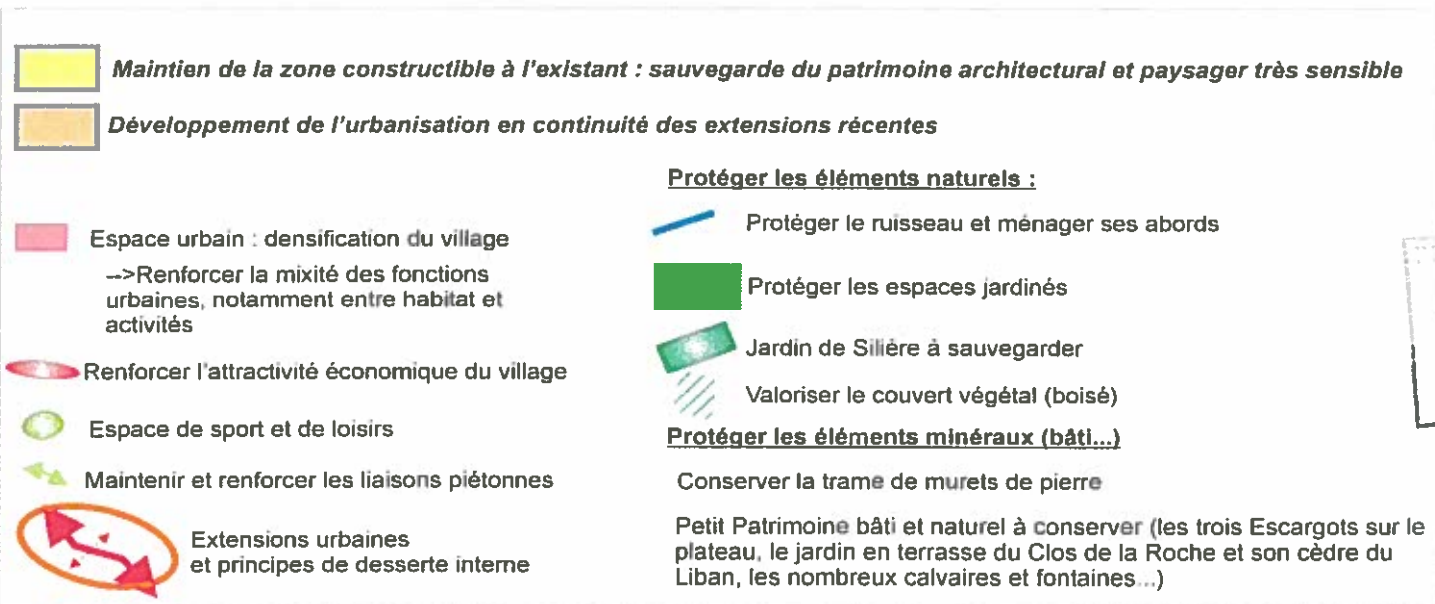 Maintien de la zone constructible à l'existant : sauvegarde du patrimoine architectural et paysager très sensible
Développement de l'urbanisation en continuité des extensions récentes
Espace urbain : densification du village
-->Renforcer la mixité des fonctions
urbaines, notamment entre habitat et
activités
Renforcer l'attractivité économique du village
Espace de sport et de loisirs
Maintenir et renforcer les liaisons piétonnes
Extensions urbaines
et principes de desserte interne
Protéger les éléments naturels :
Protéger le ruisseau et ménager ses abords
Protéger les espaces jardinés
Jardin de Silière à sauvegarder
Valoriser le couvert végétal (boisé)
Protéger les éléments minéraux (bâti...)
Conserver la trame de murets de pierre
Petit Patrimoine bâti et naturel à conserver (les trois Escargots sur le
plateau, le jardin en terrasse du Clos de la Roche et son cèdre du
Liban, les nombreux calvaires et fontaines...)